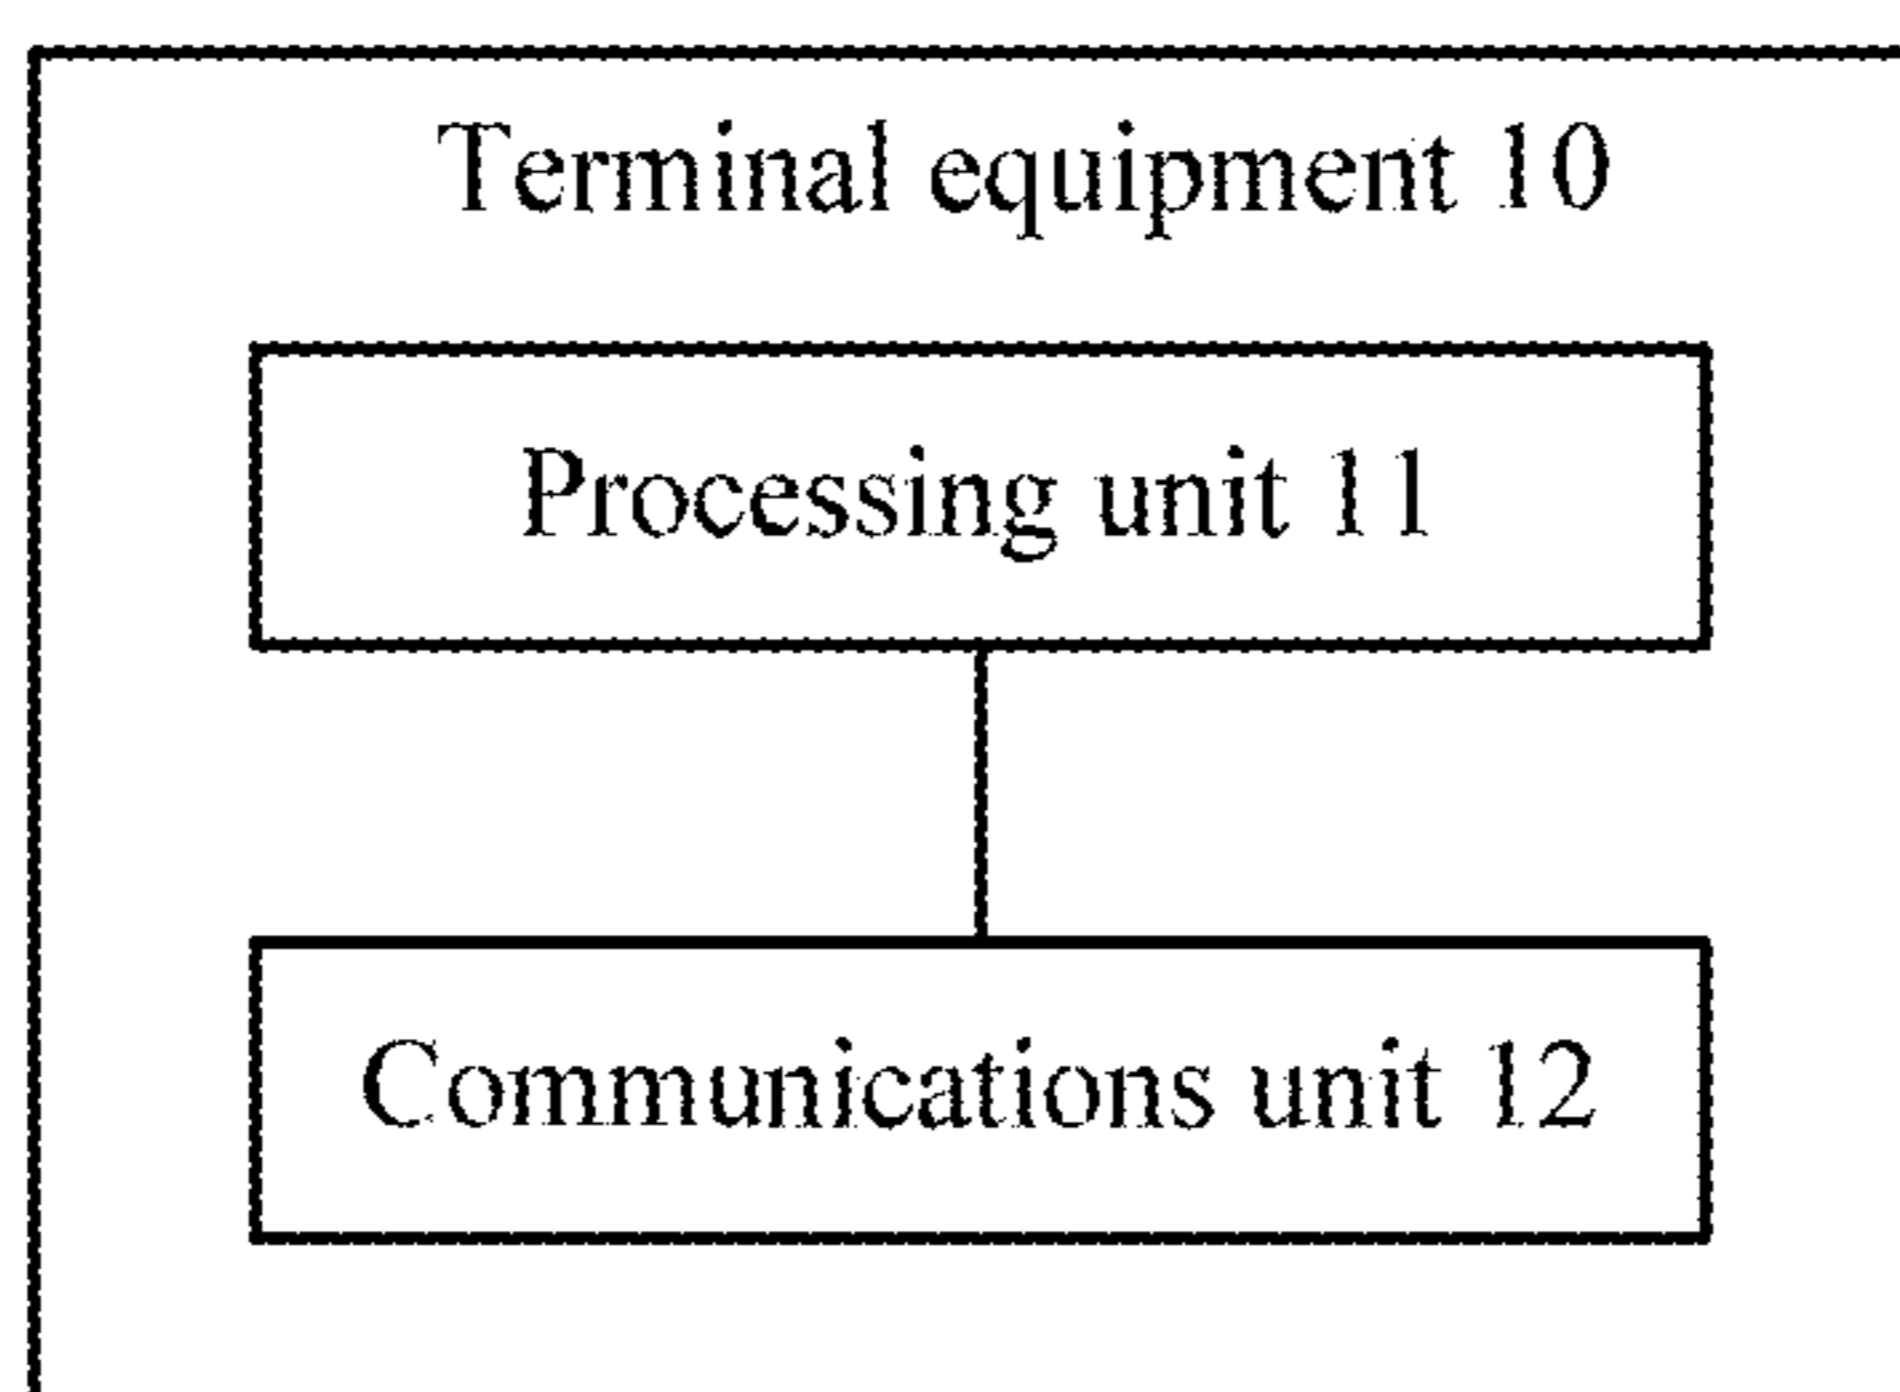 Terminal equipment 10
Processing unit 11
Communications unit 12